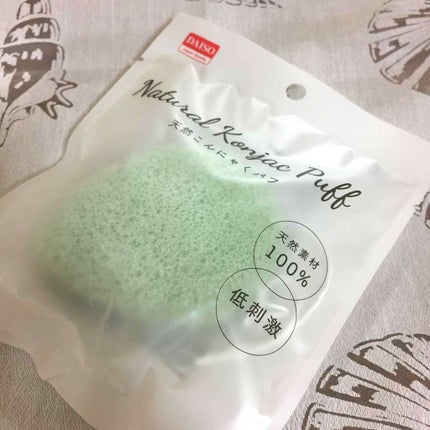 DAISO
Natural Konjac Puff
天然こんにゃくパフ
天然素材
100%
低刺激